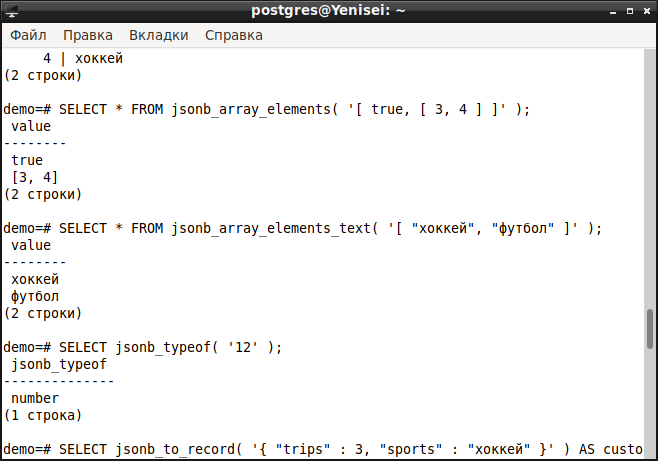 postgres@Yenisei: ~
Файл Правка Вкладки Справка
4 | хоккей
(2 строки)
demo=# SELECT * FROM jsonb_array_elements( '[ true, [ 3, 4 ] ]' );
value
--------
true
[3, 4]
(2 строки)
demo=# SELECT * FROM jsonb_array_elements_text( '[ "хоккей", "футбол" ]' );
value
--------
хоккей
футбол
(2 строки)
demo=# SELECT jsonb_typeof( '12' );
jsonb_typeof
--------------
number
(1 строка)
demo=# SELECT jsonb_to_record( '{ "trips" : 3, "sports" : "хоккей" }' ) AS custo